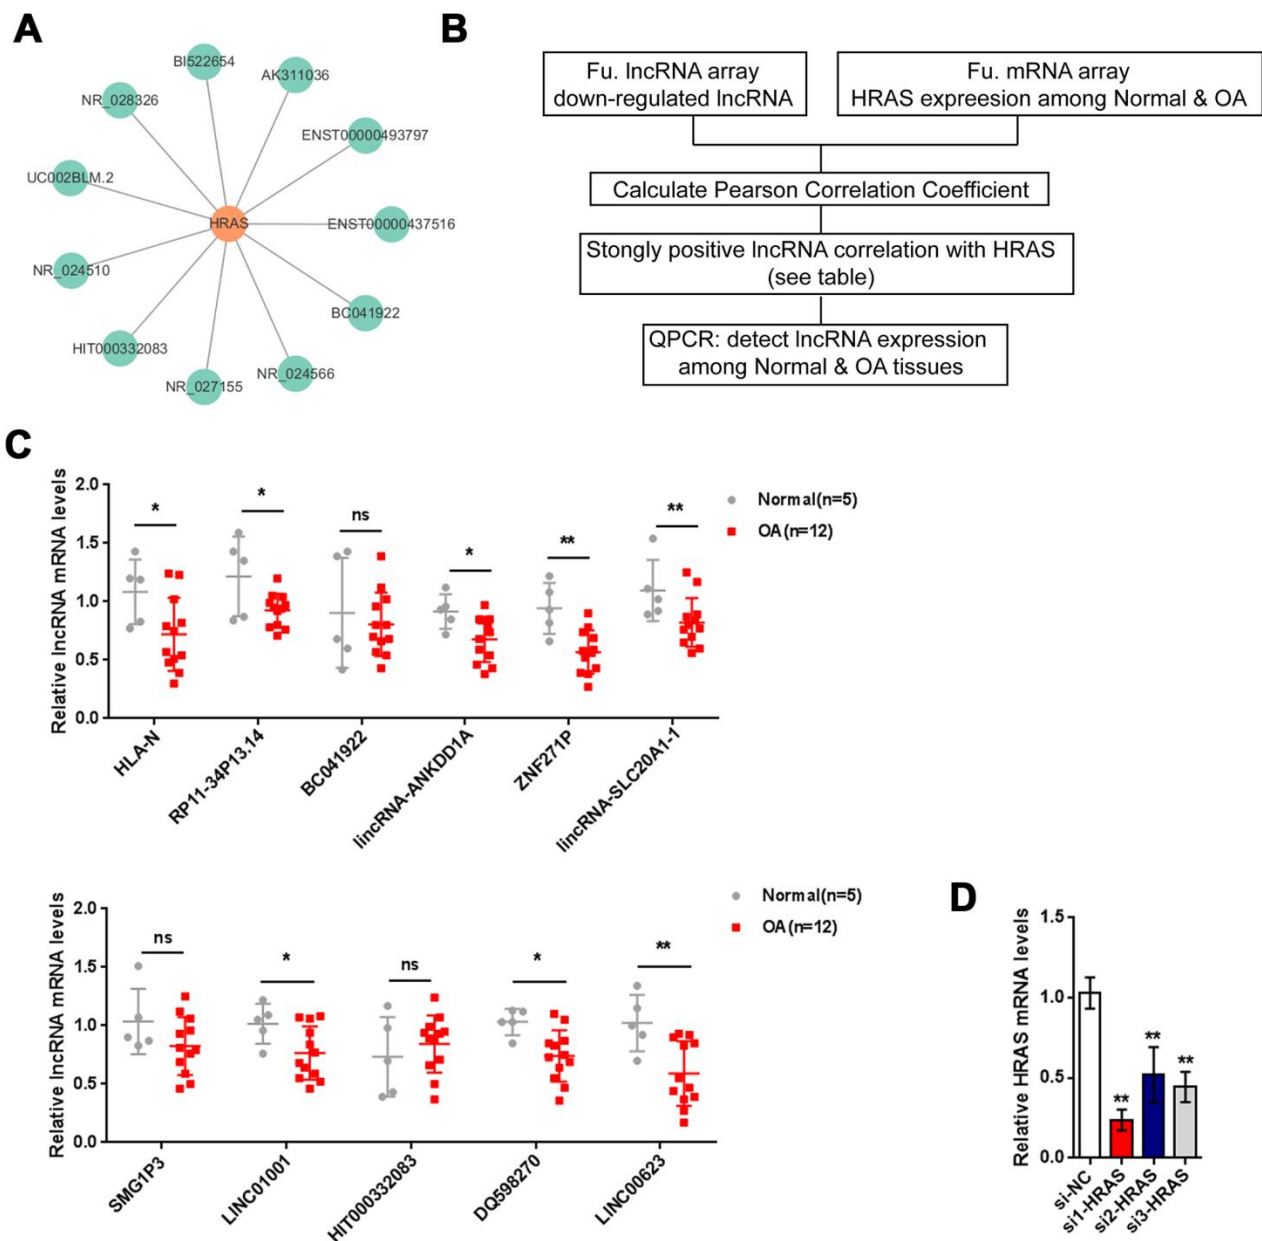 A
BI522654
AK311036
NR_028326
ENST00000493797
UC002BLM.2
HRAS
ENST00000437516
NR_024510
BC041922
HIT000332083
NR_027155
NR_024566
B
Fu. lncRNA array
down-regulated lncRNA
Fu. mRNA array
HRAS expreesion among Normal & OA
Calculate Pearson Correlation Coefficient
Stongly positive lncRNA correlation with HRAS
(see table)
QPCR: detect lncRNA expression
among Normal & OA tissues
C
Relative lncRNA mRNA levels
2.0
1.5
1.0
0.5
0.0
*
*
ns
*
**
**
Normal(n=5)
OA(n=12)
HLA-N
RP11-34P13.14
BC041922
lincRNA-ANKDD1A
ZNF271P
lincRNA-SLC20A1-1
Relative lncRNA mRNA levels
2.0
1.5
1.0
0.5
0.0
ns
*
ns
*
**
Normal(n=5)
OA(n=12)
SMG1P3
LINC01001
HIT000332083
DQ598270
LINC00623
D
Relative HRAS mRNA levels
1.5
1.0
0.5
0.0
**
**
**
si-NC
si1-HRAS
si2-HRAS
si3-HRAS